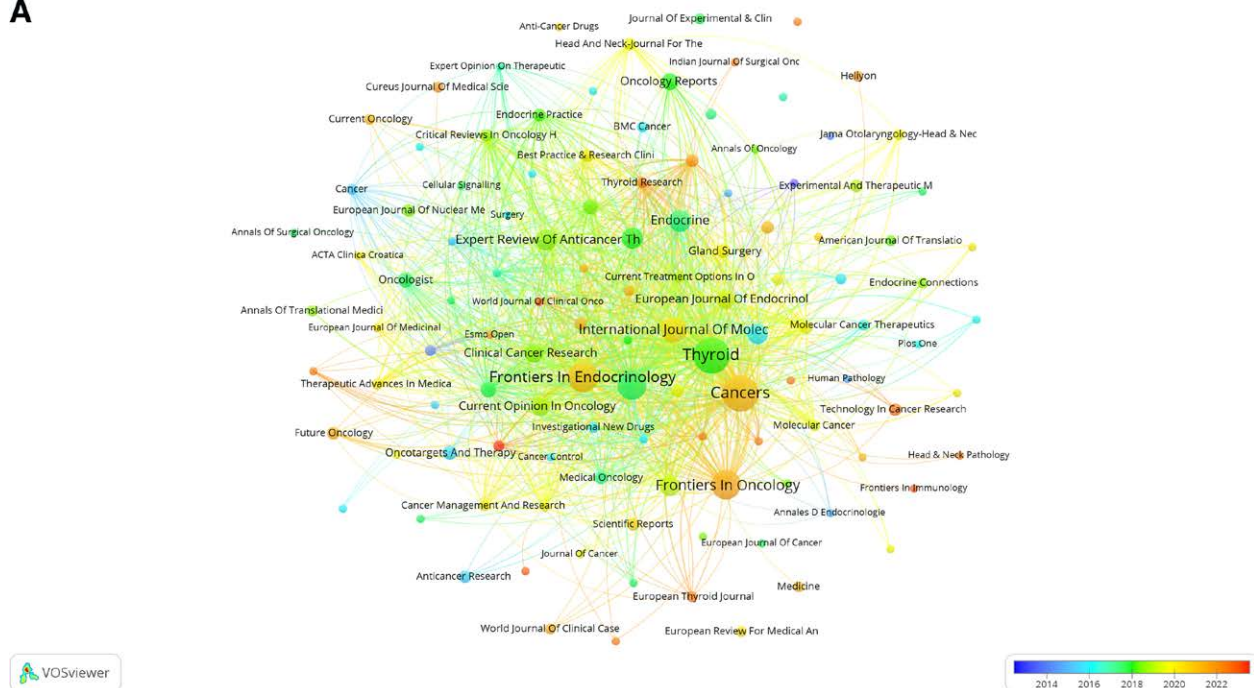 A
Anti-Cancer Drugs
Journal Of Experimental & Clin
Head And Neck-Journal For The
Expert Opinion On Therapeutic
Indian Journal Of Surgical Onc
Cureus Journal Of Medical Scie
Oncology Reports
Heliyon
Current Oncology
Endocrine Practice
BMC Cancer
Critical Reviews In Oncology H
Jama Otolaryngology-Head & Nec
Best Practice & Research Clini
Annals Of Oncology
Cancer
Cellular Signalling
Thyroid Research
Experimental And Therapeutic M
European Journal Of Nuclear Me
Surgery
Endocrine
Annals Of Surgical Oncology
Expert Review Of Anticancer Th
American Journal Of Translatio
ACTA Clinica Croatica
Gland Surgery
Oncologist
Current Treatment Options In O
Endocrine Connections
World Journal Of Clinical Onco
European Journal Of Endocrinol
Annals Of Translational Medici
European Journal Of Medicinal
Esmo Open
International Journal Of Molec
Molecular Cancer Therapeutics
Plos One
Clinical Cancer Research
Thyroid
Therapeutic Advances In Medica
Frontiers In Endocrinology
Human Pathology
Cancers
Current Opinion In Oncology
Technology In Cancer Research
Future Oncology
Investigational New Drugs
Molecular Cancer
Oncotargets And Therapy
Cancer Control
Head & Neck Pathology
Medical Oncology
Frontiers In Oncology
Frontiers In Immunology
Cancer Management And Research
Annales D Endocrinologie
Scientific Reports
European Journal Of Cancer
Journal Of Cancer
Anticancer Research
Medicine
European Thyroid Journal
World Journal Of Clinical Case
European Review For Medical An
VOSviewer
2014 2016 2018 2020 2022